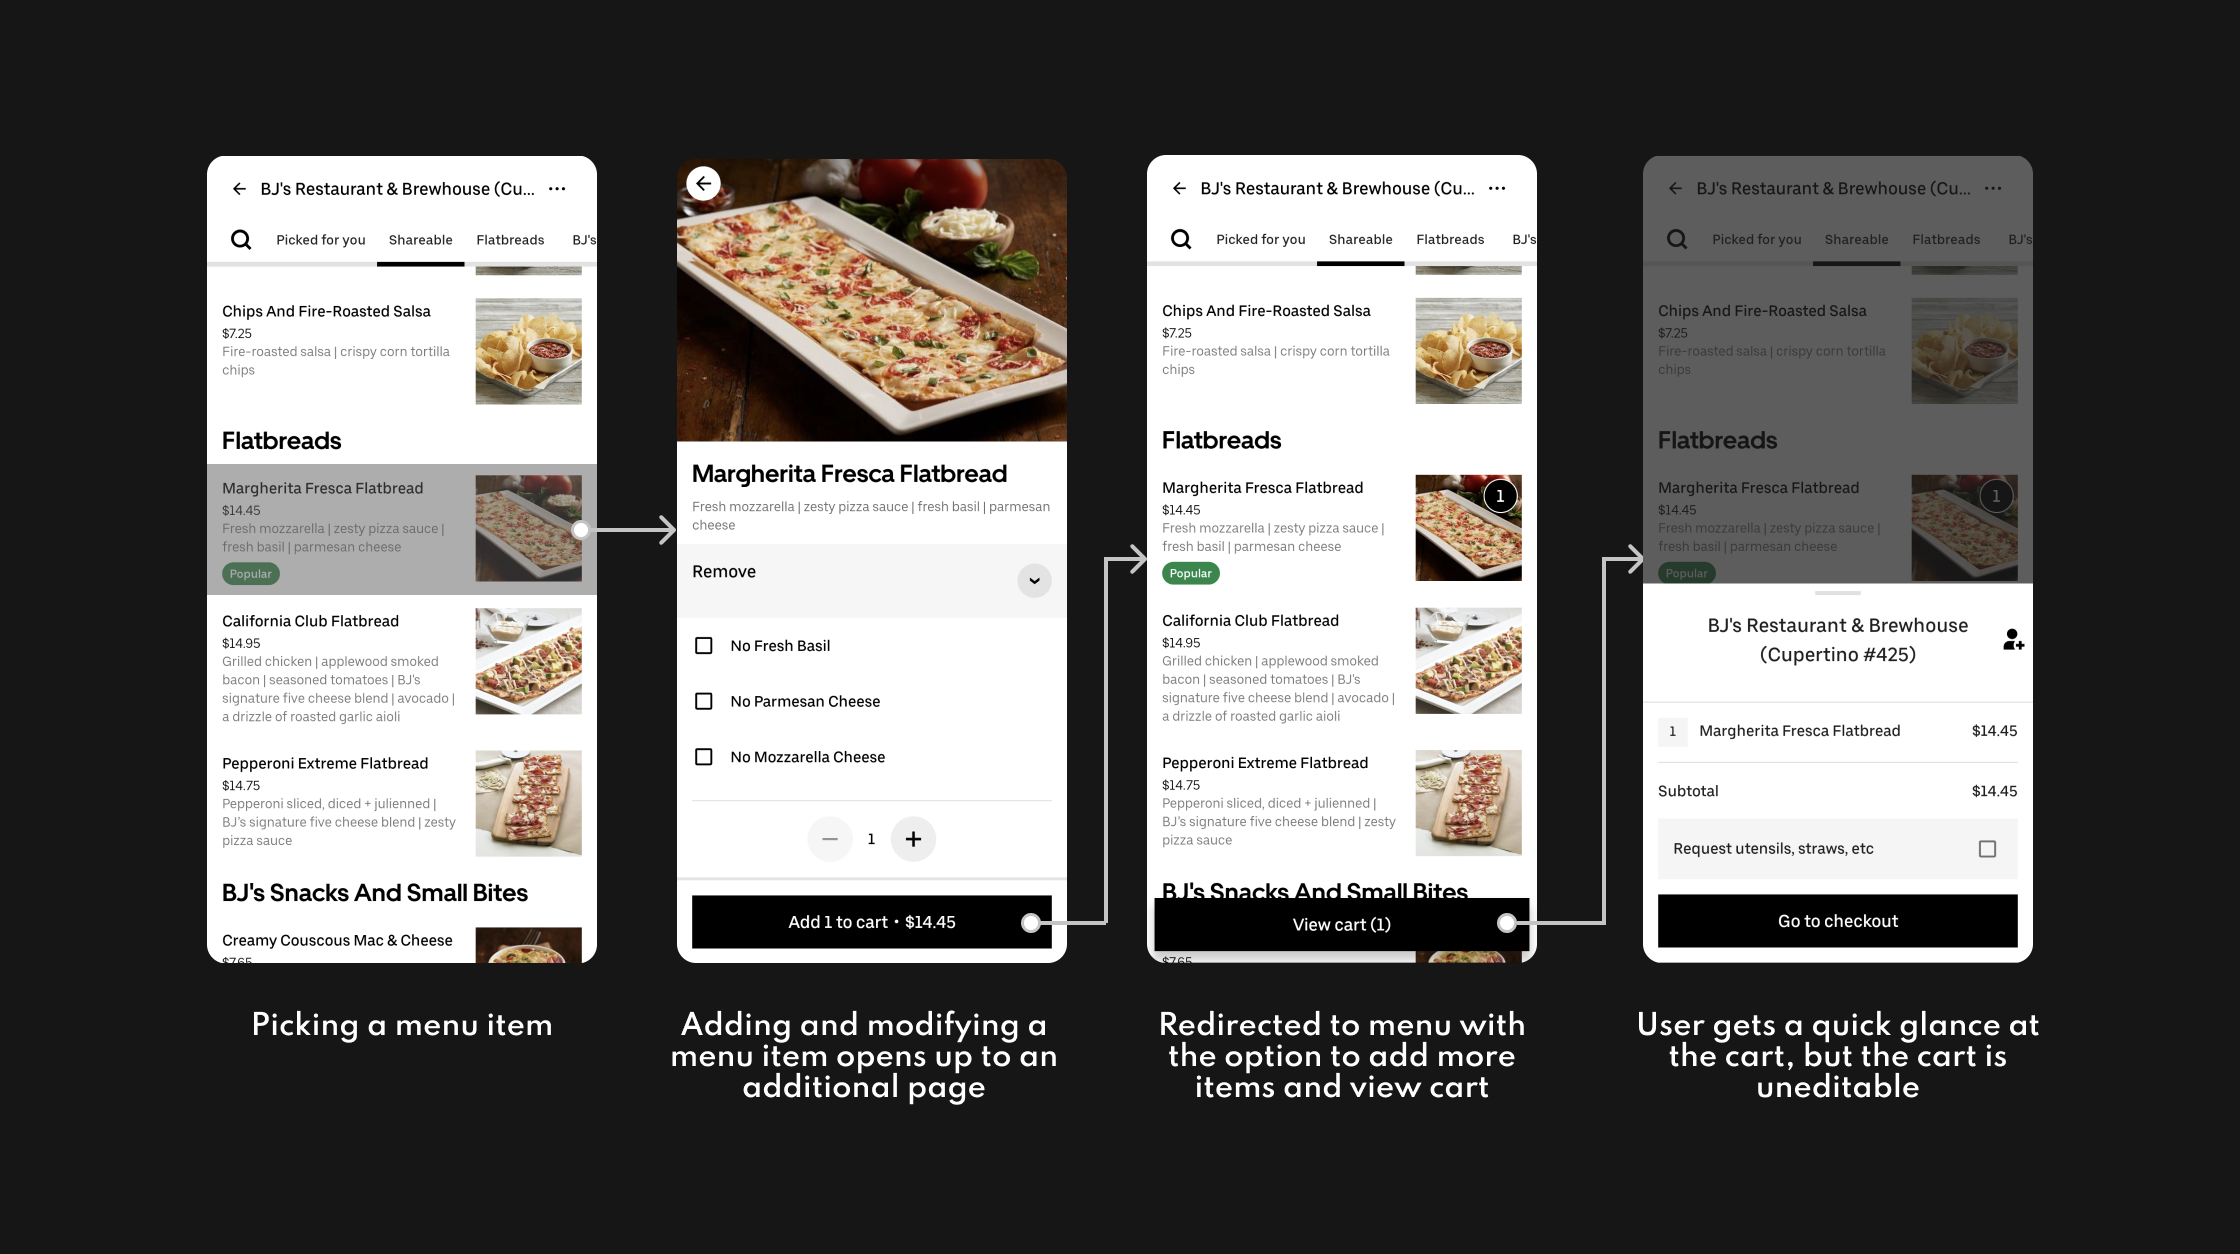 BJ's Restaurant & Brewhouse (Cu...
Picked for you
Shareable
Flatbreads
BJ's
Chips And Fire-Roasted Salsa
$7.25
Fire-roasted salsa | crispy corn tortilla
chips
Flatbreads
Margherita Fresca Flatbread
$14.45
Fresh mozzarella | zesty pizza sauce |
fresh basil | parmesan cheese
Popular
California Club Flatbread
$14.95
Grilled chicken | applewood smoked
bacon | seasoned tomatoes | BJ's
signature five cheese blend | avocado |
a drizzle of roasted garlic aioli
Pepperoni Extreme Flatbread
$14.75
Pepperoni sliced, diced + julienned |
BJ's signature five cheese blend | zesty
pizza sauce
BJ's Snacks And Small Bites
Creamy Couscous Mac & Cheese
$7.65
Picking a menu item
Margherita Fresca Flatbread
Fresh mozzarella | zesty pizza sauce | fresh basil | parmesan
cheese
Remove
No Fresh Basil
No Parmesan Cheese
No Mozzarella Cheese
1
Add 1 to cart • $14.45
Adding and modifying a
menu item opens up to an
additional page
BJ's Restaurant & Brewhouse (Cu...
Picked for you
Shareable
Flatbreads
BJ's
Chips And Fire-Roasted Salsa
$7.25
Fire-roasted salsa | crispy corn tortilla
chips
Flatbreads
Margherita Fresca Flatbread
1
$14.45
Fresh mozzarella | zesty pizza sauce |
fresh basil | parmesan cheese
Popular
California Club Flatbread
$14.95
Grilled chicken | applewood smoked
bacon | seasoned tomatoes | BJ's
signature five cheese blend | avocado |
a drizzle of roasted garlic aioli
Pepperoni Extreme Flatbread
$14.75
Pepperoni sliced, diced + julienned |
BJ's signature five cheese blend | zesty
pizza sauce
BJ's Snacks And Small Bites
View cart (1)
$7.65
Redirected to menu with
the option to add more
items and view cart
BJ's Restaurant & Brewhouse (Cu...
Picked for you
Shareable
Flatbreads
BJ's
Chips And Fire-Roasted Salsa
$7.25
Fire-roasted salsa | crispy corn tortilla
chips
Flatbreads
Margherita Fresca Flatbread
1
$14.45
Fresh mozzarella | zesty pizza sauce |
fresh basil | parmesan cheese
Popular
BJ's Restaurant & Brewhouse
(Cupertino #425)
1 Margherita Fresca Flatbread $14.45
Subtotal $14.45
Request utensils, straws, etc
Go to checkout
User gets a quick glance at
the cart, but the cart is
uneditable